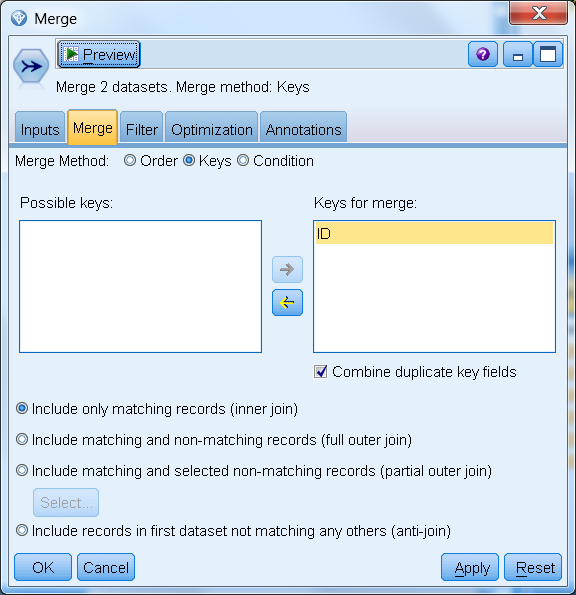 Merge
Preview
?
Merge 2 datasets. Merge method: Keys
Inputs Merge Filter Optimization Annotations
Merge Method: Order Keys Condition
Possible keys: Keys for merge:
ID
Combine duplicate key fields
Include only matching records (inner join)
Include matching and non-matching records (full outer join)
Include matching and selected non-matching records (partial outer join)
Select...
Include records in first dataset not matching any others (anti-join)
OK Cancel Apply Reset